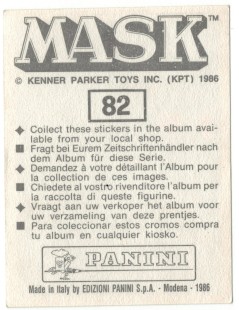 MASK™
© KENNER PARKER TOYS INC. (KPT) 1986
82
◆ Collect these stickers in the album avai-
lable from your local shop.
■ Fragt bei Eurem Zeitschriftenhändler nach
dem Album für diese Serie.
◆ Demandez à votre détaillant l'Album pour
la collection de ces images.
■ Chiedete al vostro rivenditore l'album per
la raccolta di queste figurine.
◆ Vraagt aan uw verkoper het album voor
uw verzameling van deze prentjes.
■ Para coleccionar estos cromos compra
tu album en cualquier kiosko.
PANINI
Made in Italy by EDIZIONI PANINI S.p.A. - Modena - 1986